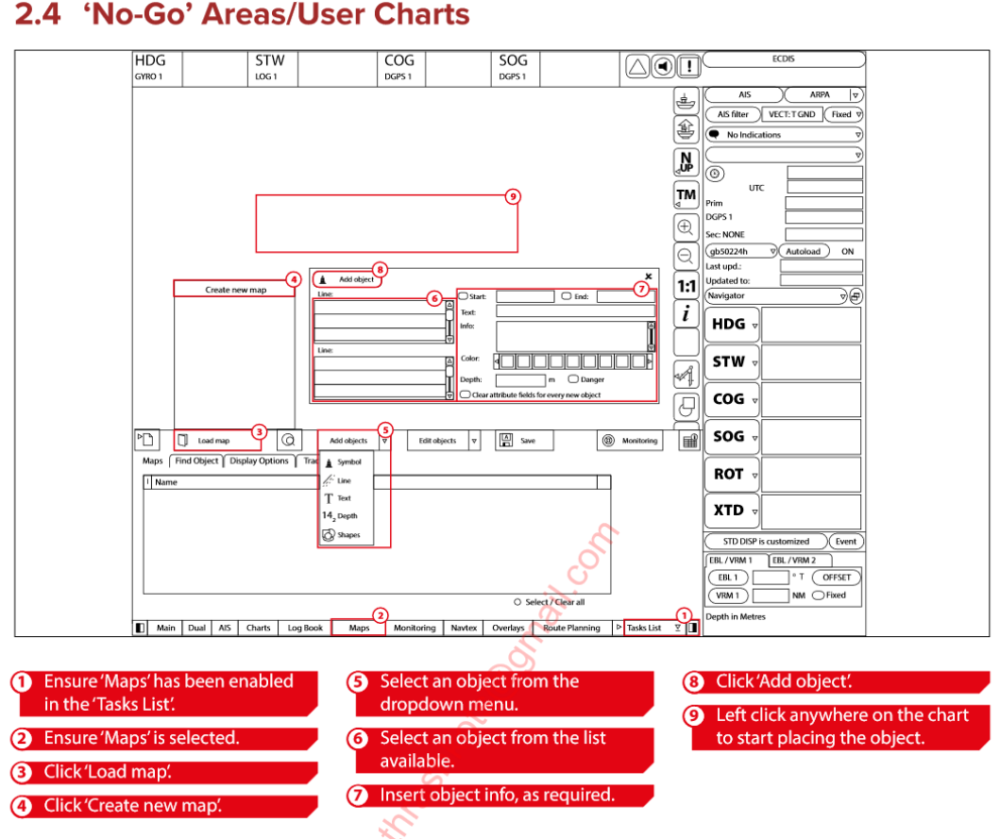 2.4 ‘No-Go’ Areas/User Charts
HDG STW COG SOG ECDIS
GYRO 1 LOG 1 DGPS 1 DGPS 1
!
AIS ARPA
AIS filter VECT: T GND Fixed
No Indications
N
UP
UTC
TM
Prim
DGPS 1
Sec: NONE
gb50224h Autoload ON
Last upd.:
Updated to:
Navigator
9
4 Create new map
8 Add object x
Line: 6
7
Start: End:
Text:
Info:
Line:
Color:
Depth: m Danger
Clear attribute fields for every new object
1:1
i
HDG
STW
COG
SOG
ROT
XTD
3 Load map
5 Add objects
Edit objects
Save
Monitoring
Maps Find Object Display Options Trac
! Name
Symbol
Line
T Text
14₂ Depth
Shapes
Select / Clear all
STD DISP is customized Event
EBL / VRM 1 EBL / VRM 2
EBL 1 ° T OFFSET
VRM 1 NM Fixed
Depth in Metres
2 1
Main Dual AIS Charts Log Book Maps Monitoring Navtex Overlays Route Planning Tasks List
1 Ensure ‘Maps’ has been enabled
in the ‘Tasks List’.
2 Ensure ‘Maps’ is selected.
3 Click ‘Load map’.
4 Click ‘Create new map’.
5 Select an object from the
dropdown menu.
6 Select an object from the list
available.
7 Insert object info, as required.
8 Click ‘Add object’.
9 Left click anywhere on the chart
to start placing the object.